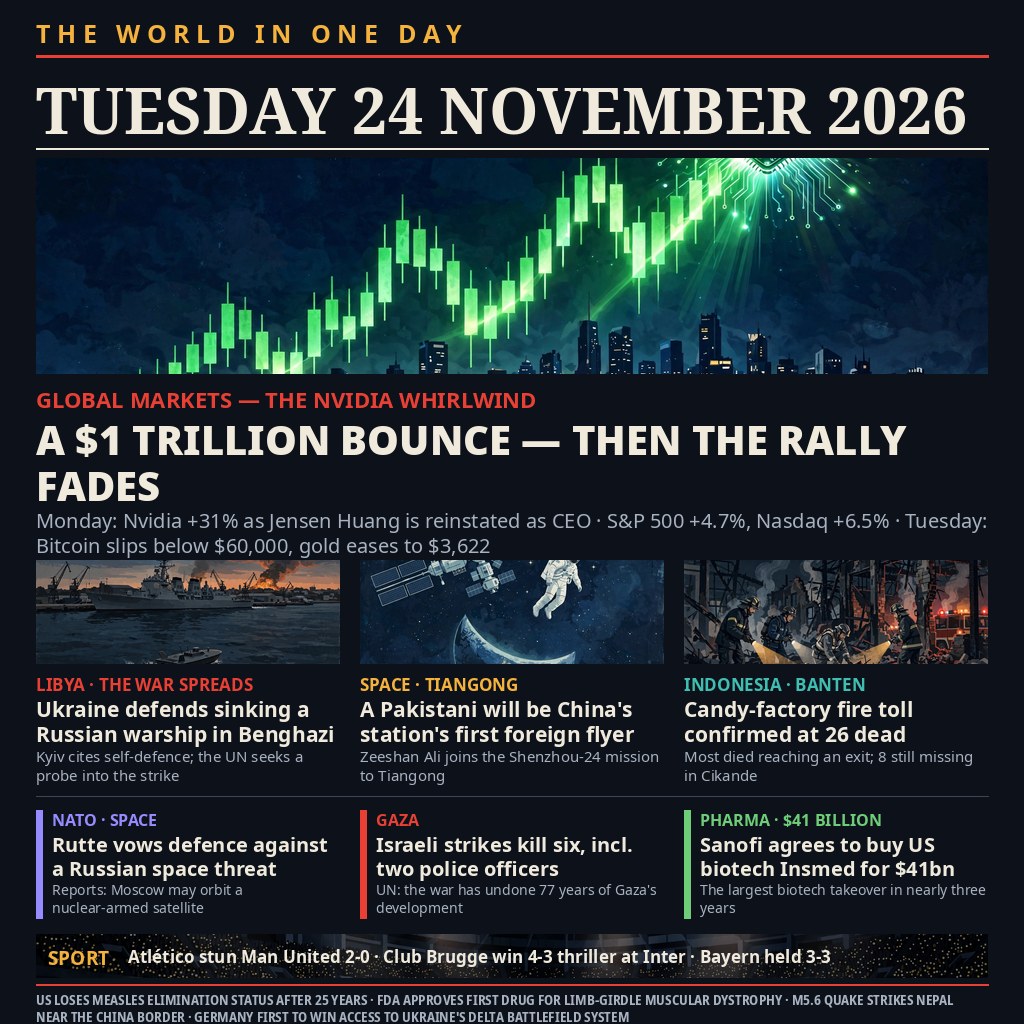 THE WORLD IN ONE DAY
TUESDAY 24 NOVEMBER 2026
GLOBAL MARKETS — THE NVIDIA WHIRLWIND
A $1 TRILLION BOUNCE — THEN THE RALLY
FADES
Monday: Nvidia +31% as Jensen Huang is reinstated as CEO · S&P 500 +4.7%, Nasdaq +6.5% · Tuesday:
Bitcoin slips below $60,000, gold eases to $3,622
LIBYA · THE WAR SPREADS
Ukraine defends sinking a
Russian warship in Benghazi
Kyiv cites self-defence; the UN seeks a
probe into the strike
SPACE · TIANGONG
A Pakistani will be China's
station's first foreign flyer
Zeeshan Ali joins the Shenzhou-24 mission
to Tiangong
INDONESIA · BANTEN
Candy-factory fire toll
confirmed at 26 dead
Most died reaching an exit; 8 still missing
in Cikande
NATO · SPACE
Rutte vows defence against
a Russian space threat
Reports: Moscow may orbit a
nuclear-armed satellite
GAZA
Israeli strikes kill six, incl.
two police officers
UN: the war has undone 77 years of Gaza's
development
PHARMA · $41 BILLION
Sanofi agrees to buy US
biotech Insmed for $41bn
The largest biotech takeover in nearly three
years
SPORT
Atlético stun Man United 2-0 · Club Brugge win 4-3 thriller at Inter · Bayern held 3-3
US LOSES MEASLES ELIMINATION STATUS AFTER 25 YEARS · FDA APPROVES FIRST DRUG FOR LIMB-GIRDLE MUSCULAR DYSTROPHY · M5.6 QUAKE STRIKES NEPAL
NEAR THE CHINA BORDER · GERMANY FIRST TO WIN ACCESS TO UKRAINE'S DELTA BATTLEFIELD SYSTEM